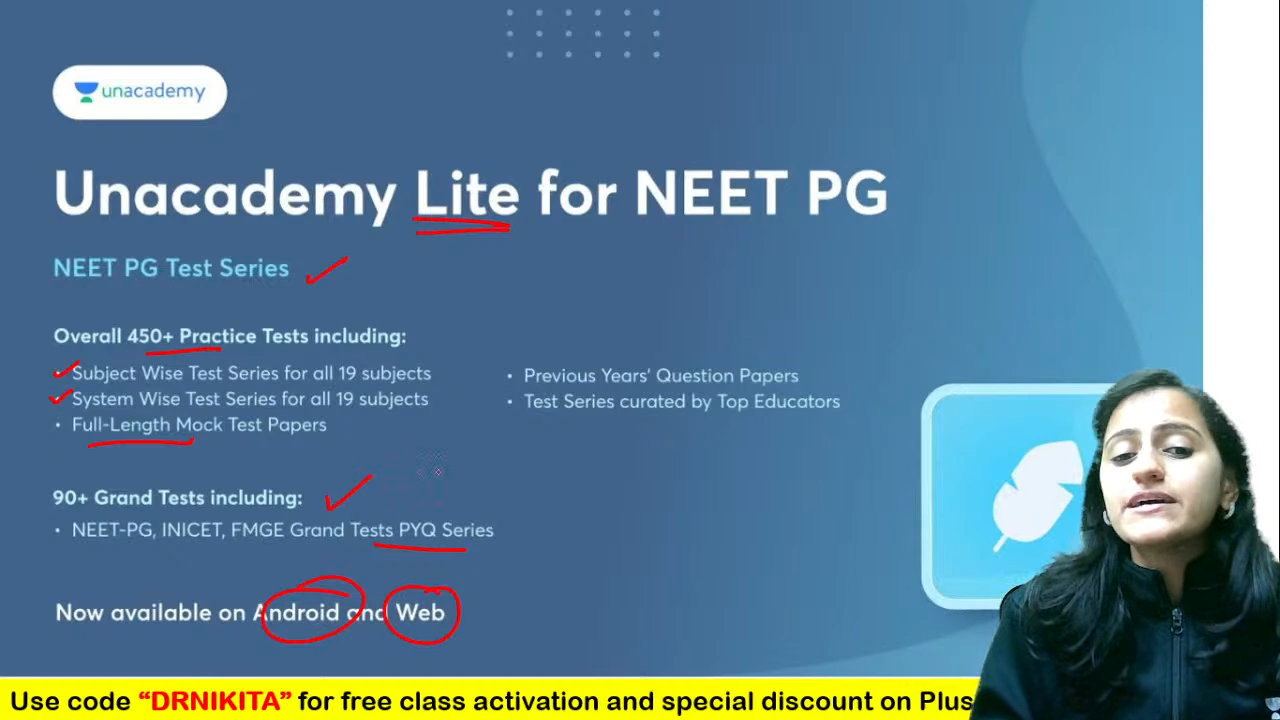 unacademy
Unacademy Lite for NEET PG
NEET PG Test Series
Overall 450+ Practice Tests including:
• Subject Wise Test Series for all 19 subjects
• System Wise Test Series for all 19 subjects
• Full-Length Mock Test Papers
• Previous Years' Question Papers
• Test Series curated by Top Educators
90+ Grand Tests including:
• NEET-PG, INICET, FMGE Grand Tests PYQ Series
Now available on Android and Web
Use code “DRNIKITA” for free class activation and special discount on Plus